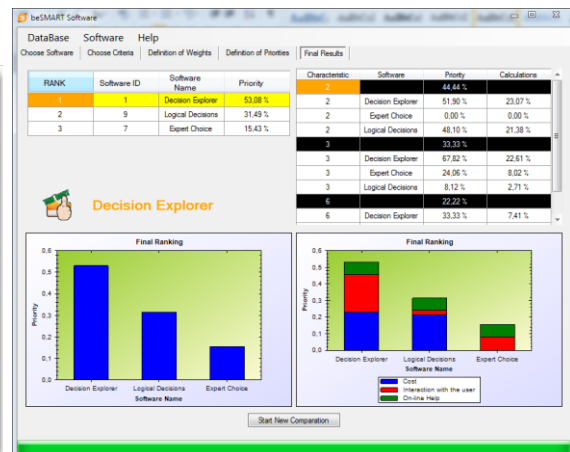 beSMART Software
DataBase Software Help
Choose Software Choose Criteria Definition of Weights Definition of Priorities Final Results
RANK Software ID Software Name Priority
1 1 Decision Explorer 53,08 %
2 9 Logical Decisions 31,49 %
3 7 Expert Choice 15,43 %
Decision Explorer
Characteristic Software Priority Calculations
2 44,44 %
2 Decision Explorer 51,90 % 23,07 %
2 Expert Choice 0,00 % 0,00 %
2 Logical Decisions 48,10 % 21,38 %
3 33,33 %
3 Decision Explorer 67,82 % 22,61 %
3 Expert Choice 24,06 % 8,02 %
3 Logical Decisions 8,12 % 2,71 %
6 22,22 %
6 Decision Explorer 33,33 % 7,41 %
Final Ranking
0,6
0,5
0,4
0,3
0,2
0,1
0,0
Priority
Decision Explorer Logical Decisions Expert Choice
Software Name
Final Ranking
0,6
0,5
0,4
0,3
0,2
0,1
0,0
Priority
Decision Explorer Logical Decisions Expert Choice
Software Name
Cost
Interaction with the user
On-line Help
Start New Comparation